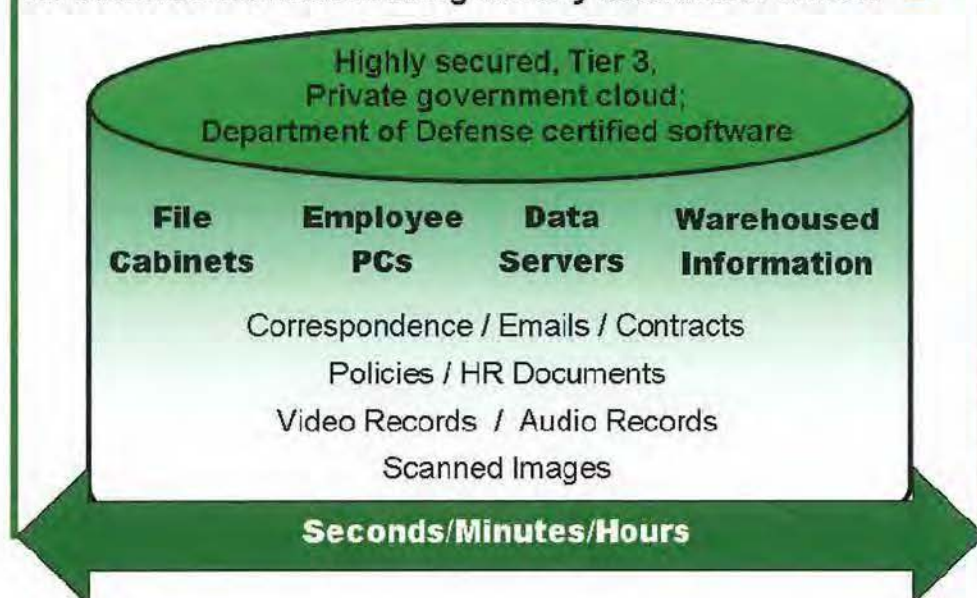 Highly secured, Tier 3,
Private government cloud;
Department of Defense certified software
File Employee Data Warehoused
Cabinets PCs Servers Information
Correspondence / Emails / Contracts
Policies / HR Documents
Video Records / Audio Records
Scanned Images
Seconds/Minutes/Hours